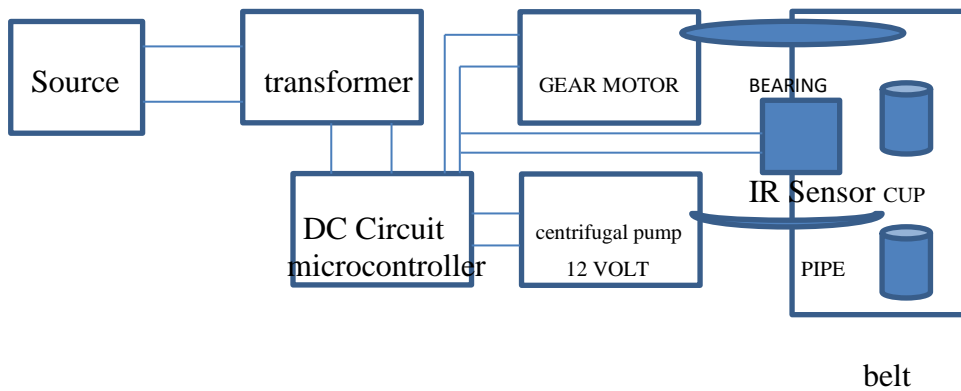 Source
transformer
GEAR MOTOR
BEARING
IR Sensor CUP
DC Circuit
microcontroller
centrifugal pump
12 VOLT
PIPE
belt